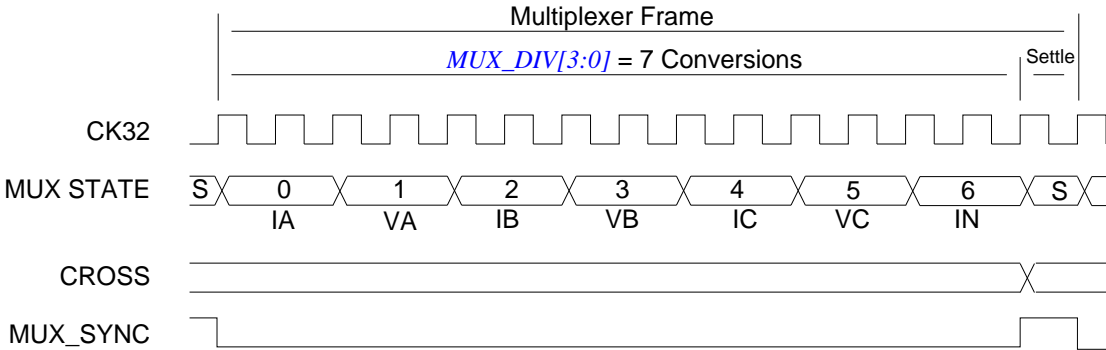 Multiplexer Frame
MUX_DIV[3:0] = 7 Conversions Settle
CK32
MUX STATE S 0 1 2 3 4 5 6 S
IA VA IB VB IC VC IN
CROSS
MUX_SYNC